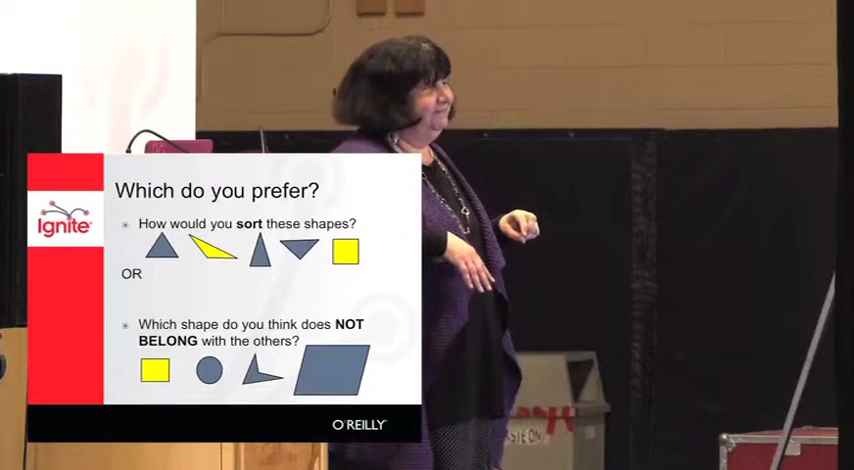 Which do you prefer?
Ignite
How would you sort these shapes?
OR
Which shape do you think does NOT
BELONG with the others?
O'REILLY